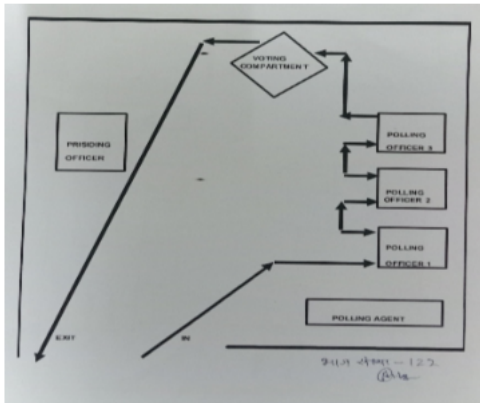 VOTING
COMPARTMENT
PRISIDING
OFFICER
POLLING
OFFICER 3
POLLING
OFFICER 2
POLLING
OFFICER 1
POLLING AGENT
EXIT
IN
भाग संख्या - 122